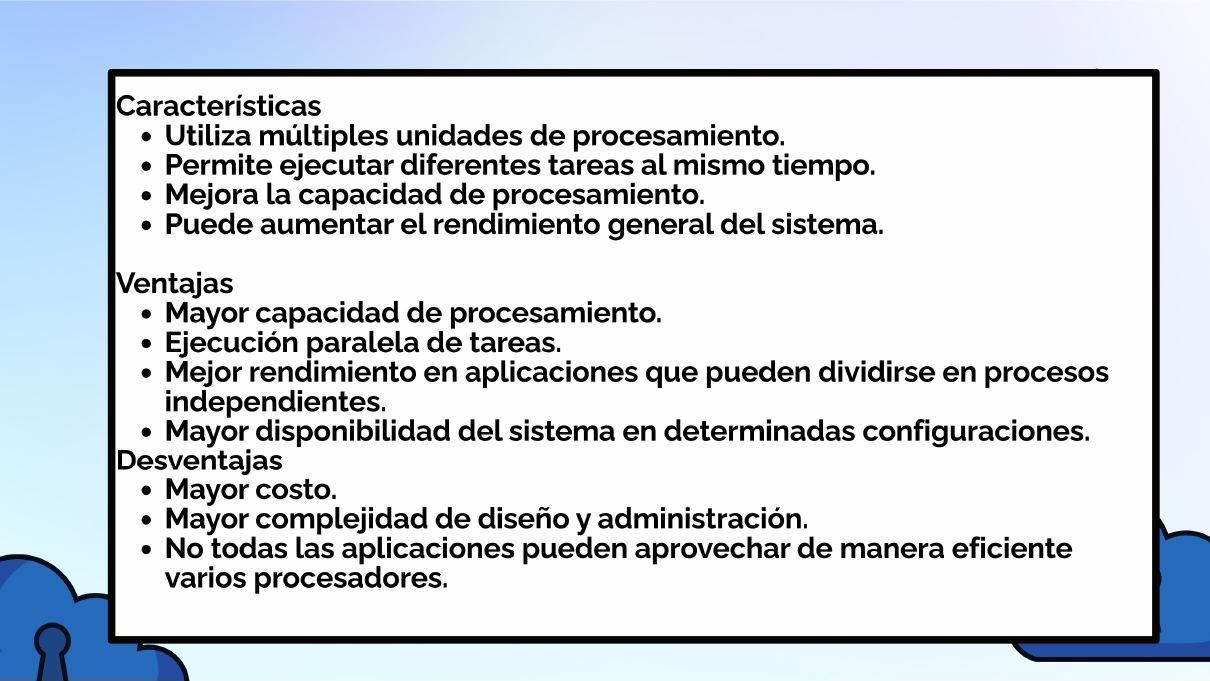 Características
• Utiliza múltiples unidades de procesamiento.
• Permite ejecutar diferentes tareas al mismo tiempo.
• Mejora la capacidad de procesamiento.
• Puede aumentar el rendimiento general del sistema.
Ventajas
• Mayor capacidad de procesamiento.
• Ejecución paralela de tareas.
• Mejor rendimiento en aplicaciones que pueden dividirse en procesos
independientes.
• Mayor disponibilidad del sistema en determinadas configuraciones.
Desventajas
• Mayor costo.
• Mayor complejidad de diseño y administración.
• No todas las aplicaciones pueden aprovechar de manera eficiente
varios procesadores.